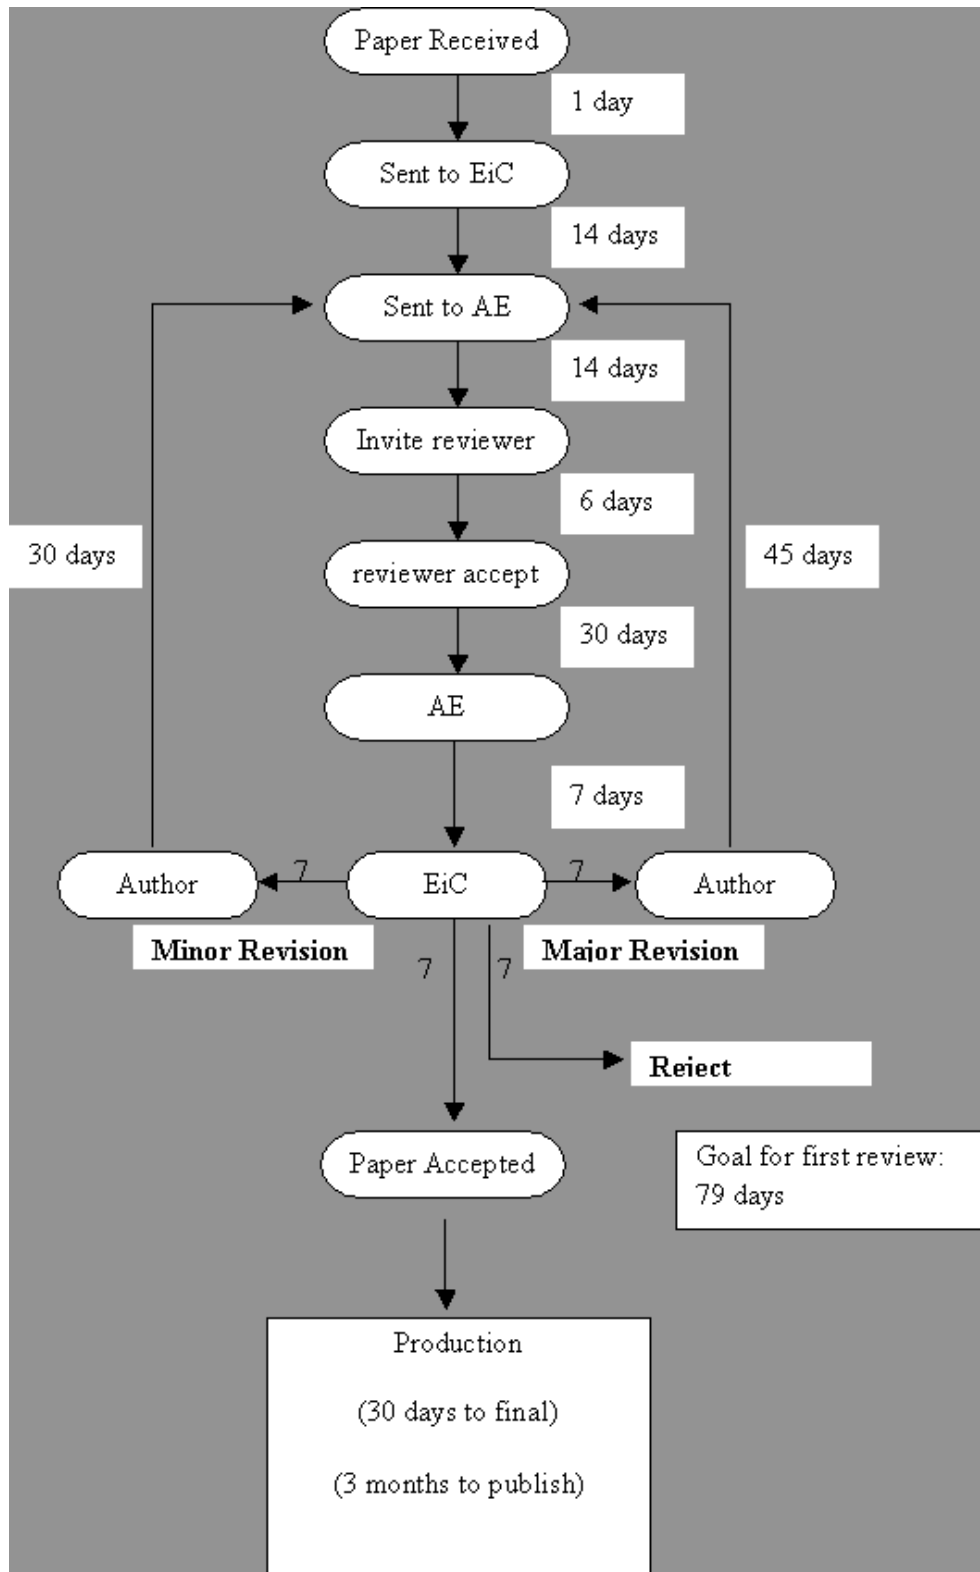 Paper Received
1 day
Sent to EiC
14 days
Sent to AE
14 days
Invite reviewer
6 days
30 days
45 days
reviewer accept
30 days
AE
7 days
Author
7
EiC
7
Author
Minor Revision
7
7
Major Revision
Reject
Paper Accepted
Goal for first review:
79 days
Production
(30 days to final)
(3 months to publish)